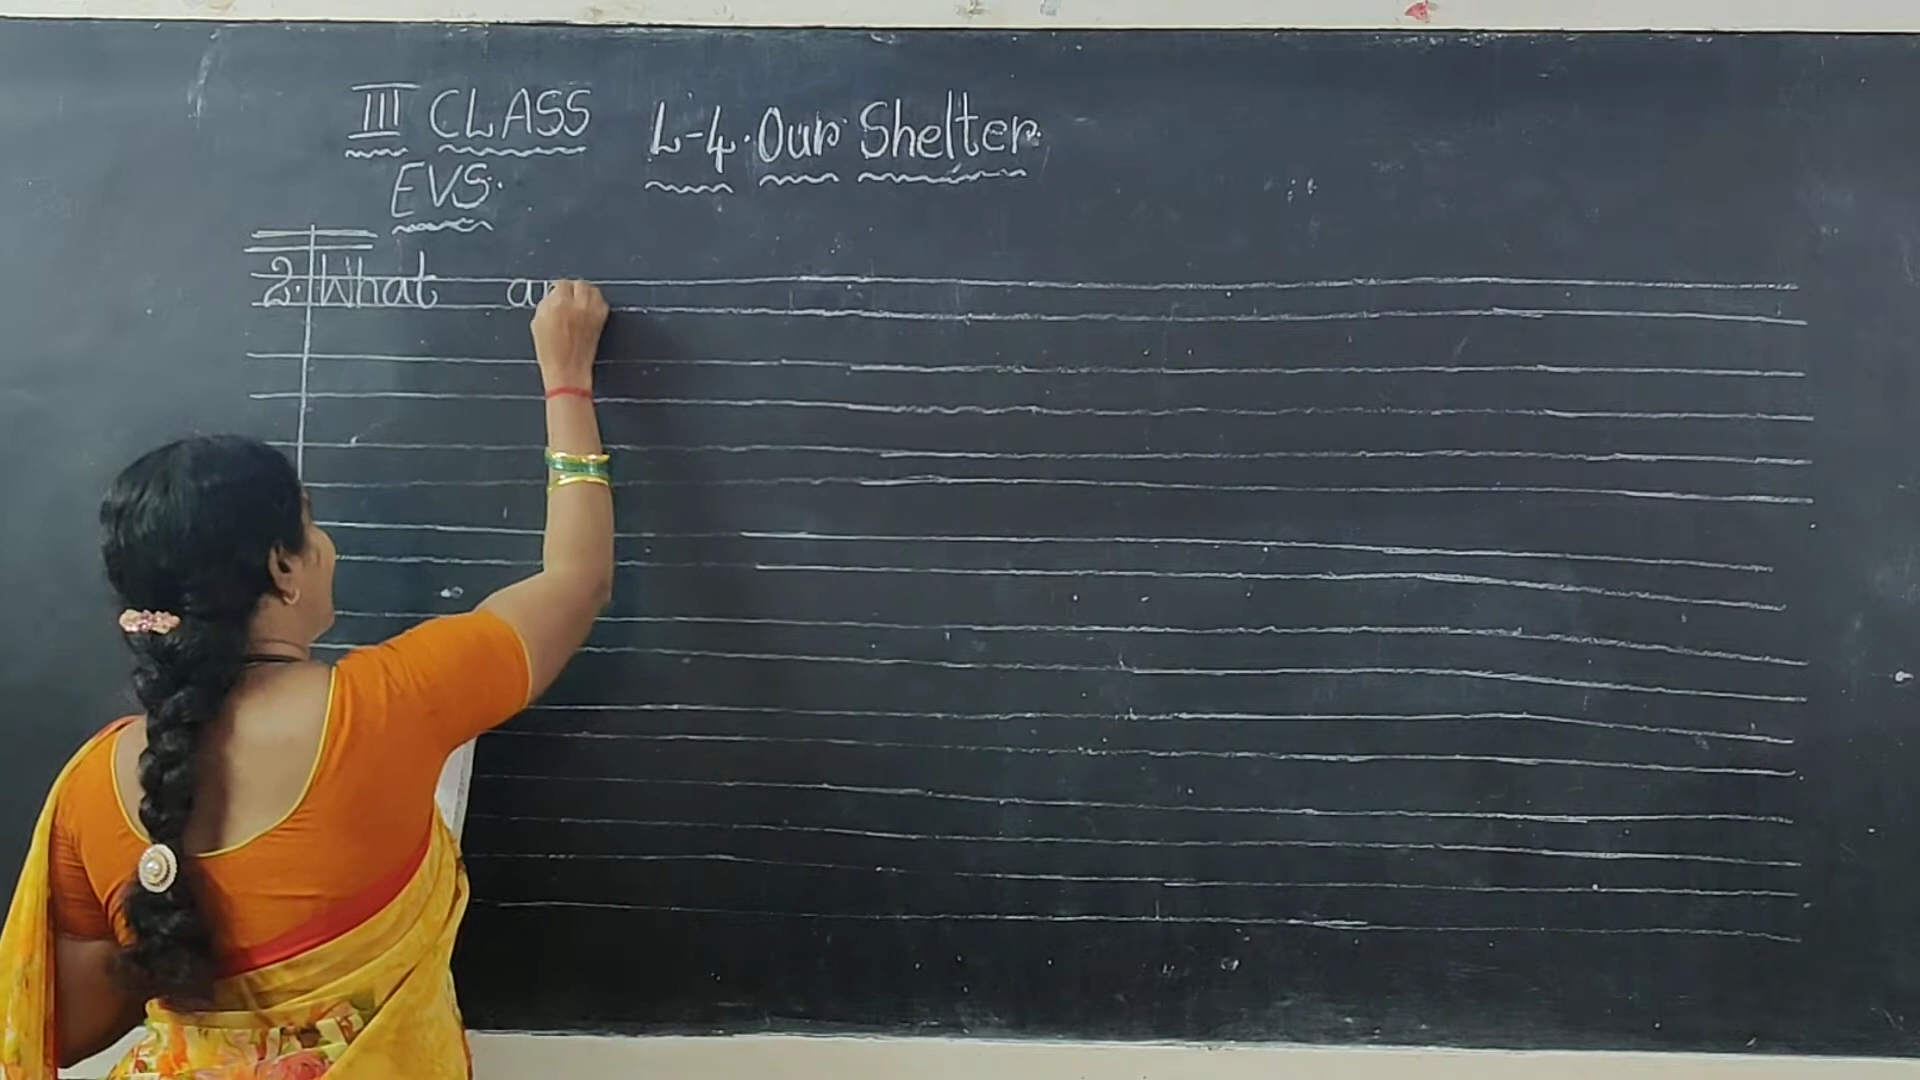 III CLASS
L-4. Our Shelter.
EVS.
2. What